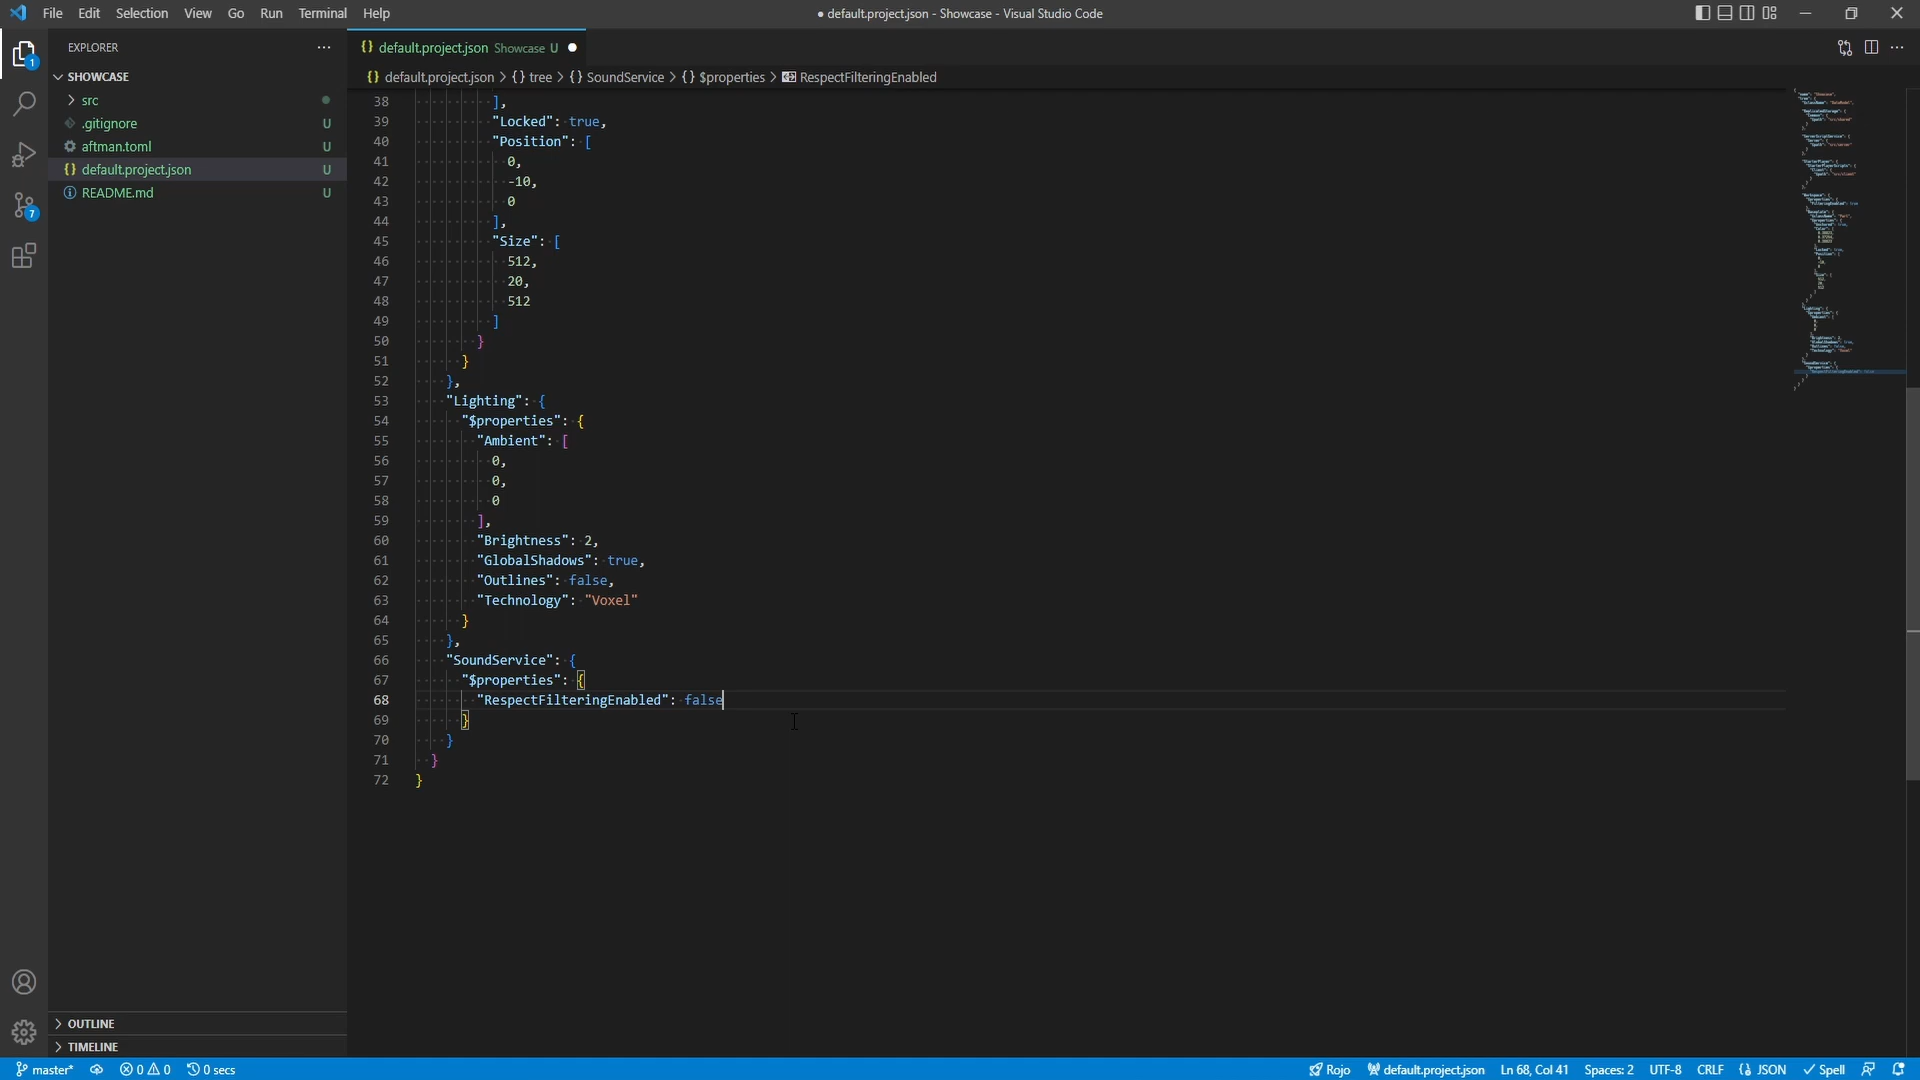 File Edit Selection View Go Run Terminal Help
● default.project.json - Showcase - Visual Studio Code
EXPLORER
SHOWCASE
src
.gitignore U
aftman.toml U
default.project.json U
README.md U
OUTLINE
TIMELINE
1
7
{} default.project.json Showcase U
{} default.project.json > {} tree > {} SoundService > {} $properties > RespectFilteringEnabled
38 ],
39 "Locked": true,
40 "Position": [
41 0,
42 -10,
43 0
44 ],
45 "Size": [
46 512,
47 20,
48 512
49 ]
50 }
51 }
52 },
53 "Lighting": {
54 "$properties": {
55 "Ambient": [
56 0,
57 0,
58 0
59 ],
60 "Brightness": 2,
61 "GlobalShadows": true,
62 "Outlines": false,
63 "Technology": "Voxel"
64 }
65 },
66 "SoundService": {
67 "$properties": {
68 "RespectFilteringEnabled": false
69 }
70 }
71 }
72 }
master* 0 0 0 secs
Rojo default.project.json Ln 68, Col 41 Spaces: 2 UTF-8 CRLF {} JSON Spell